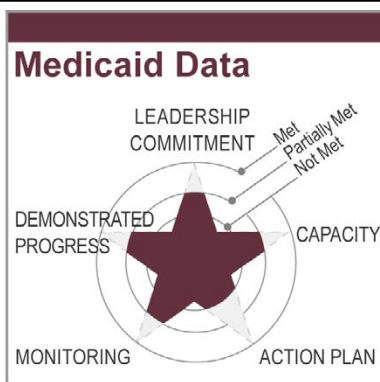 Medicaid Data
LEADERSHIP
COMMITMENT
Met
Partially Met
Not Met
DEMONSTRATED
PROGRESS
CAPACITY
MONITORING
ACTION PLAN